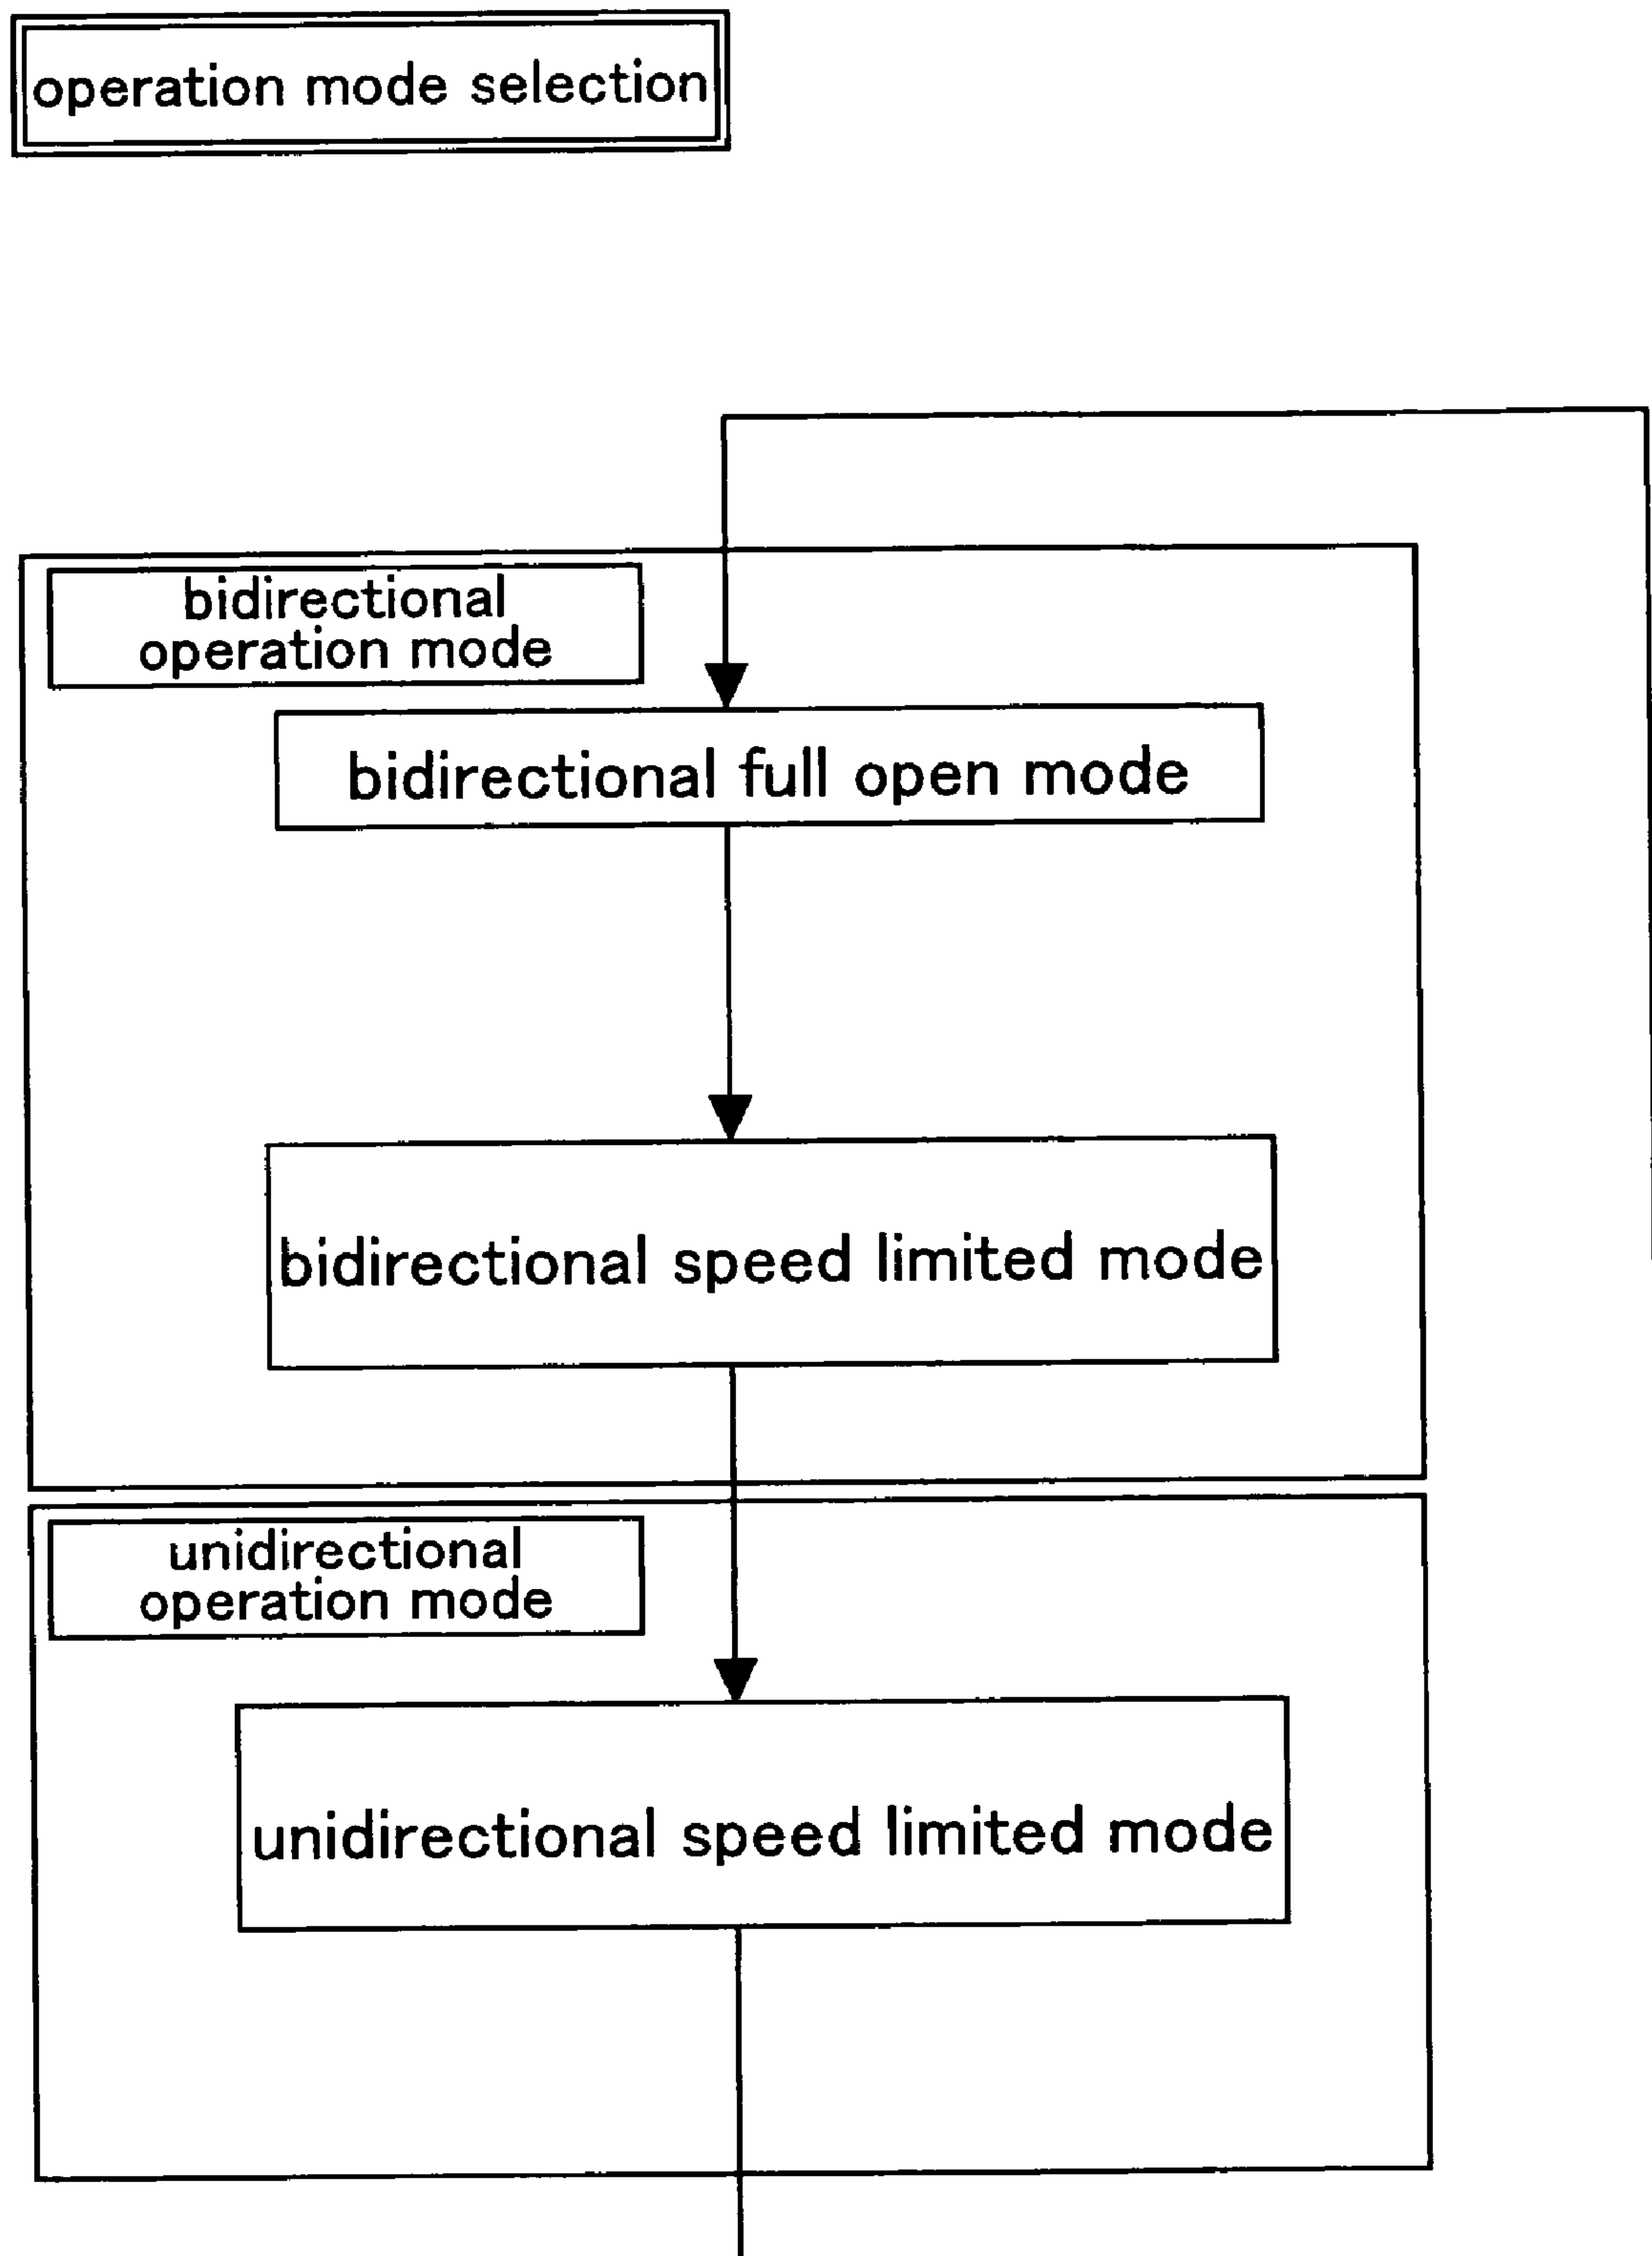 operation mode selection
bidirectional
operation mode
bidirectional full open mode
bidirectional speed limited mode
unidirectional
operation mode
unidirectional speed limited mode